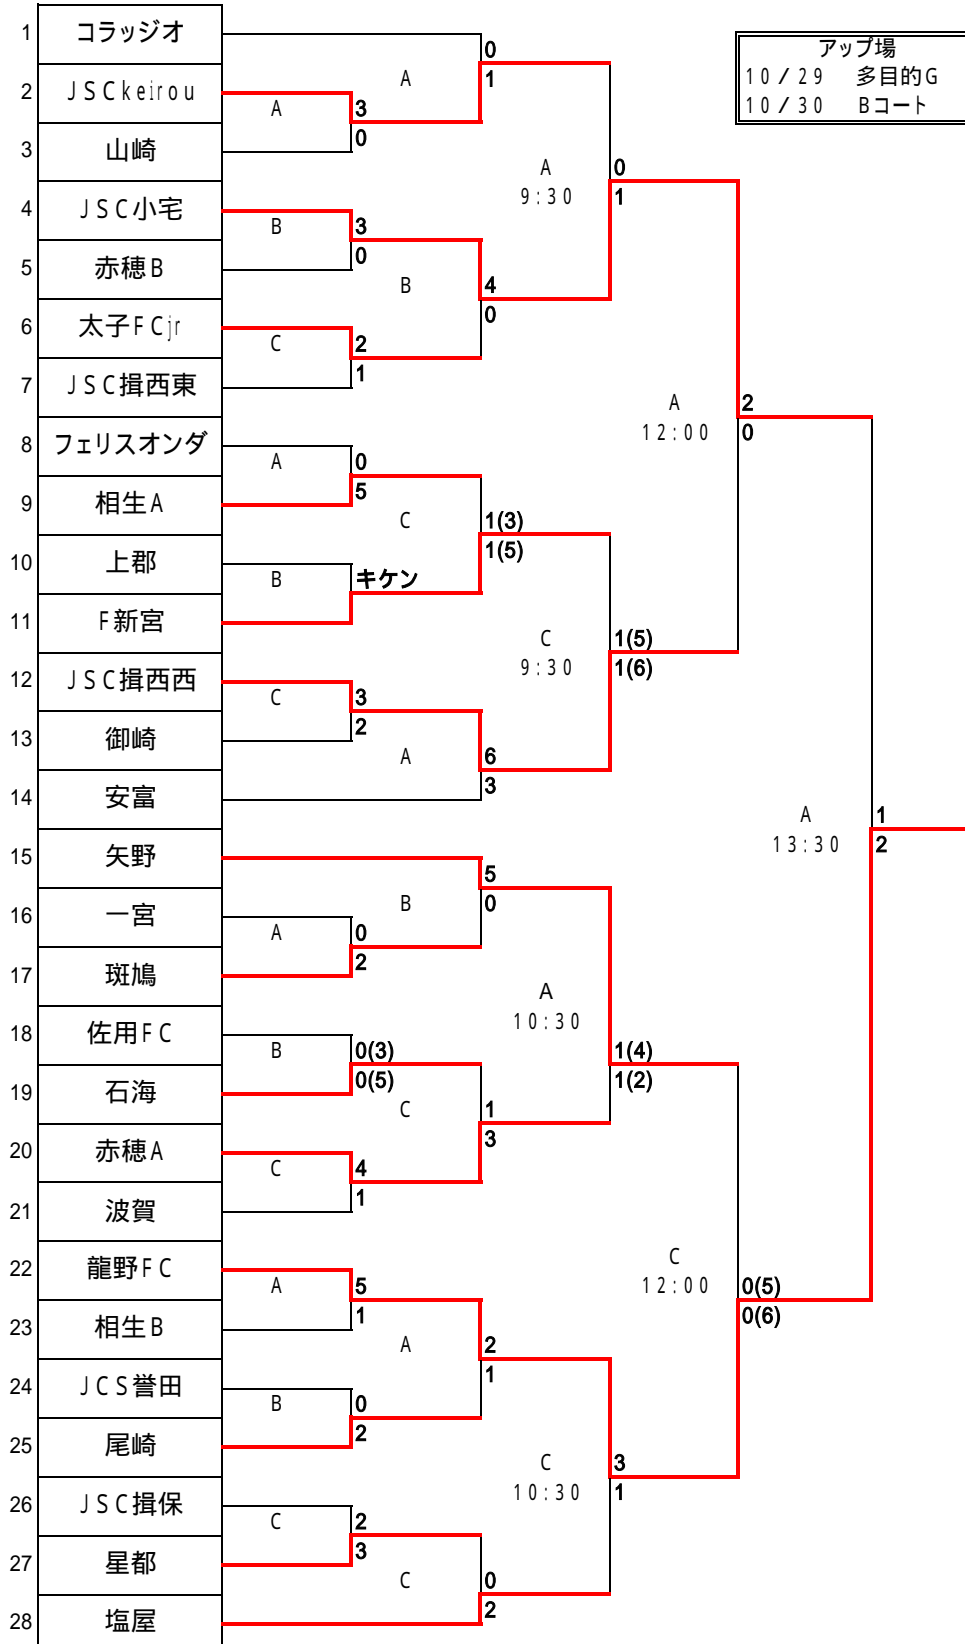 1 コラッジオ
2 JSCkeirou
3 山崎
4 JSC小宅
5 赤穂B
6 太子FCjr
7 JSC揖西東
8 フェリスオンダ
9 相生A
10 上郡
11 F新宮
12 JSC揖西西
13 御崎
14 安富
15 矢野
16 一宮
17 斑鳩
18 佐用FC
19 石海
20 赤穂A
21 波賀
22 龍野FC
23 相生B
24 JCS誉田
25 尾崎
26 JSC揖保
27 星都
28 塩屋
A
3
0
B
3
0
C
2
1
A
0
5
B
キケン
C
3
2
A
0
2
B
0(3)
0(5)
C
4
1
A
5
1
B
0
2
C
2
3
A
0
1
B
4
0
C
1(3)
1(5)
A
6
3
B
5
0
C
1
3
A
2
1
C
0
2
A
9:30
0
1
C
9:30
1(5)
1(6)
A
10:30
1(4)
1(2)
C
10:30
3
1
A
12:00
2
0
C
12:00
0(5)
0(6)
A
13:30
1
2
アップ場
10/29 多目的G
10/30 Bコート